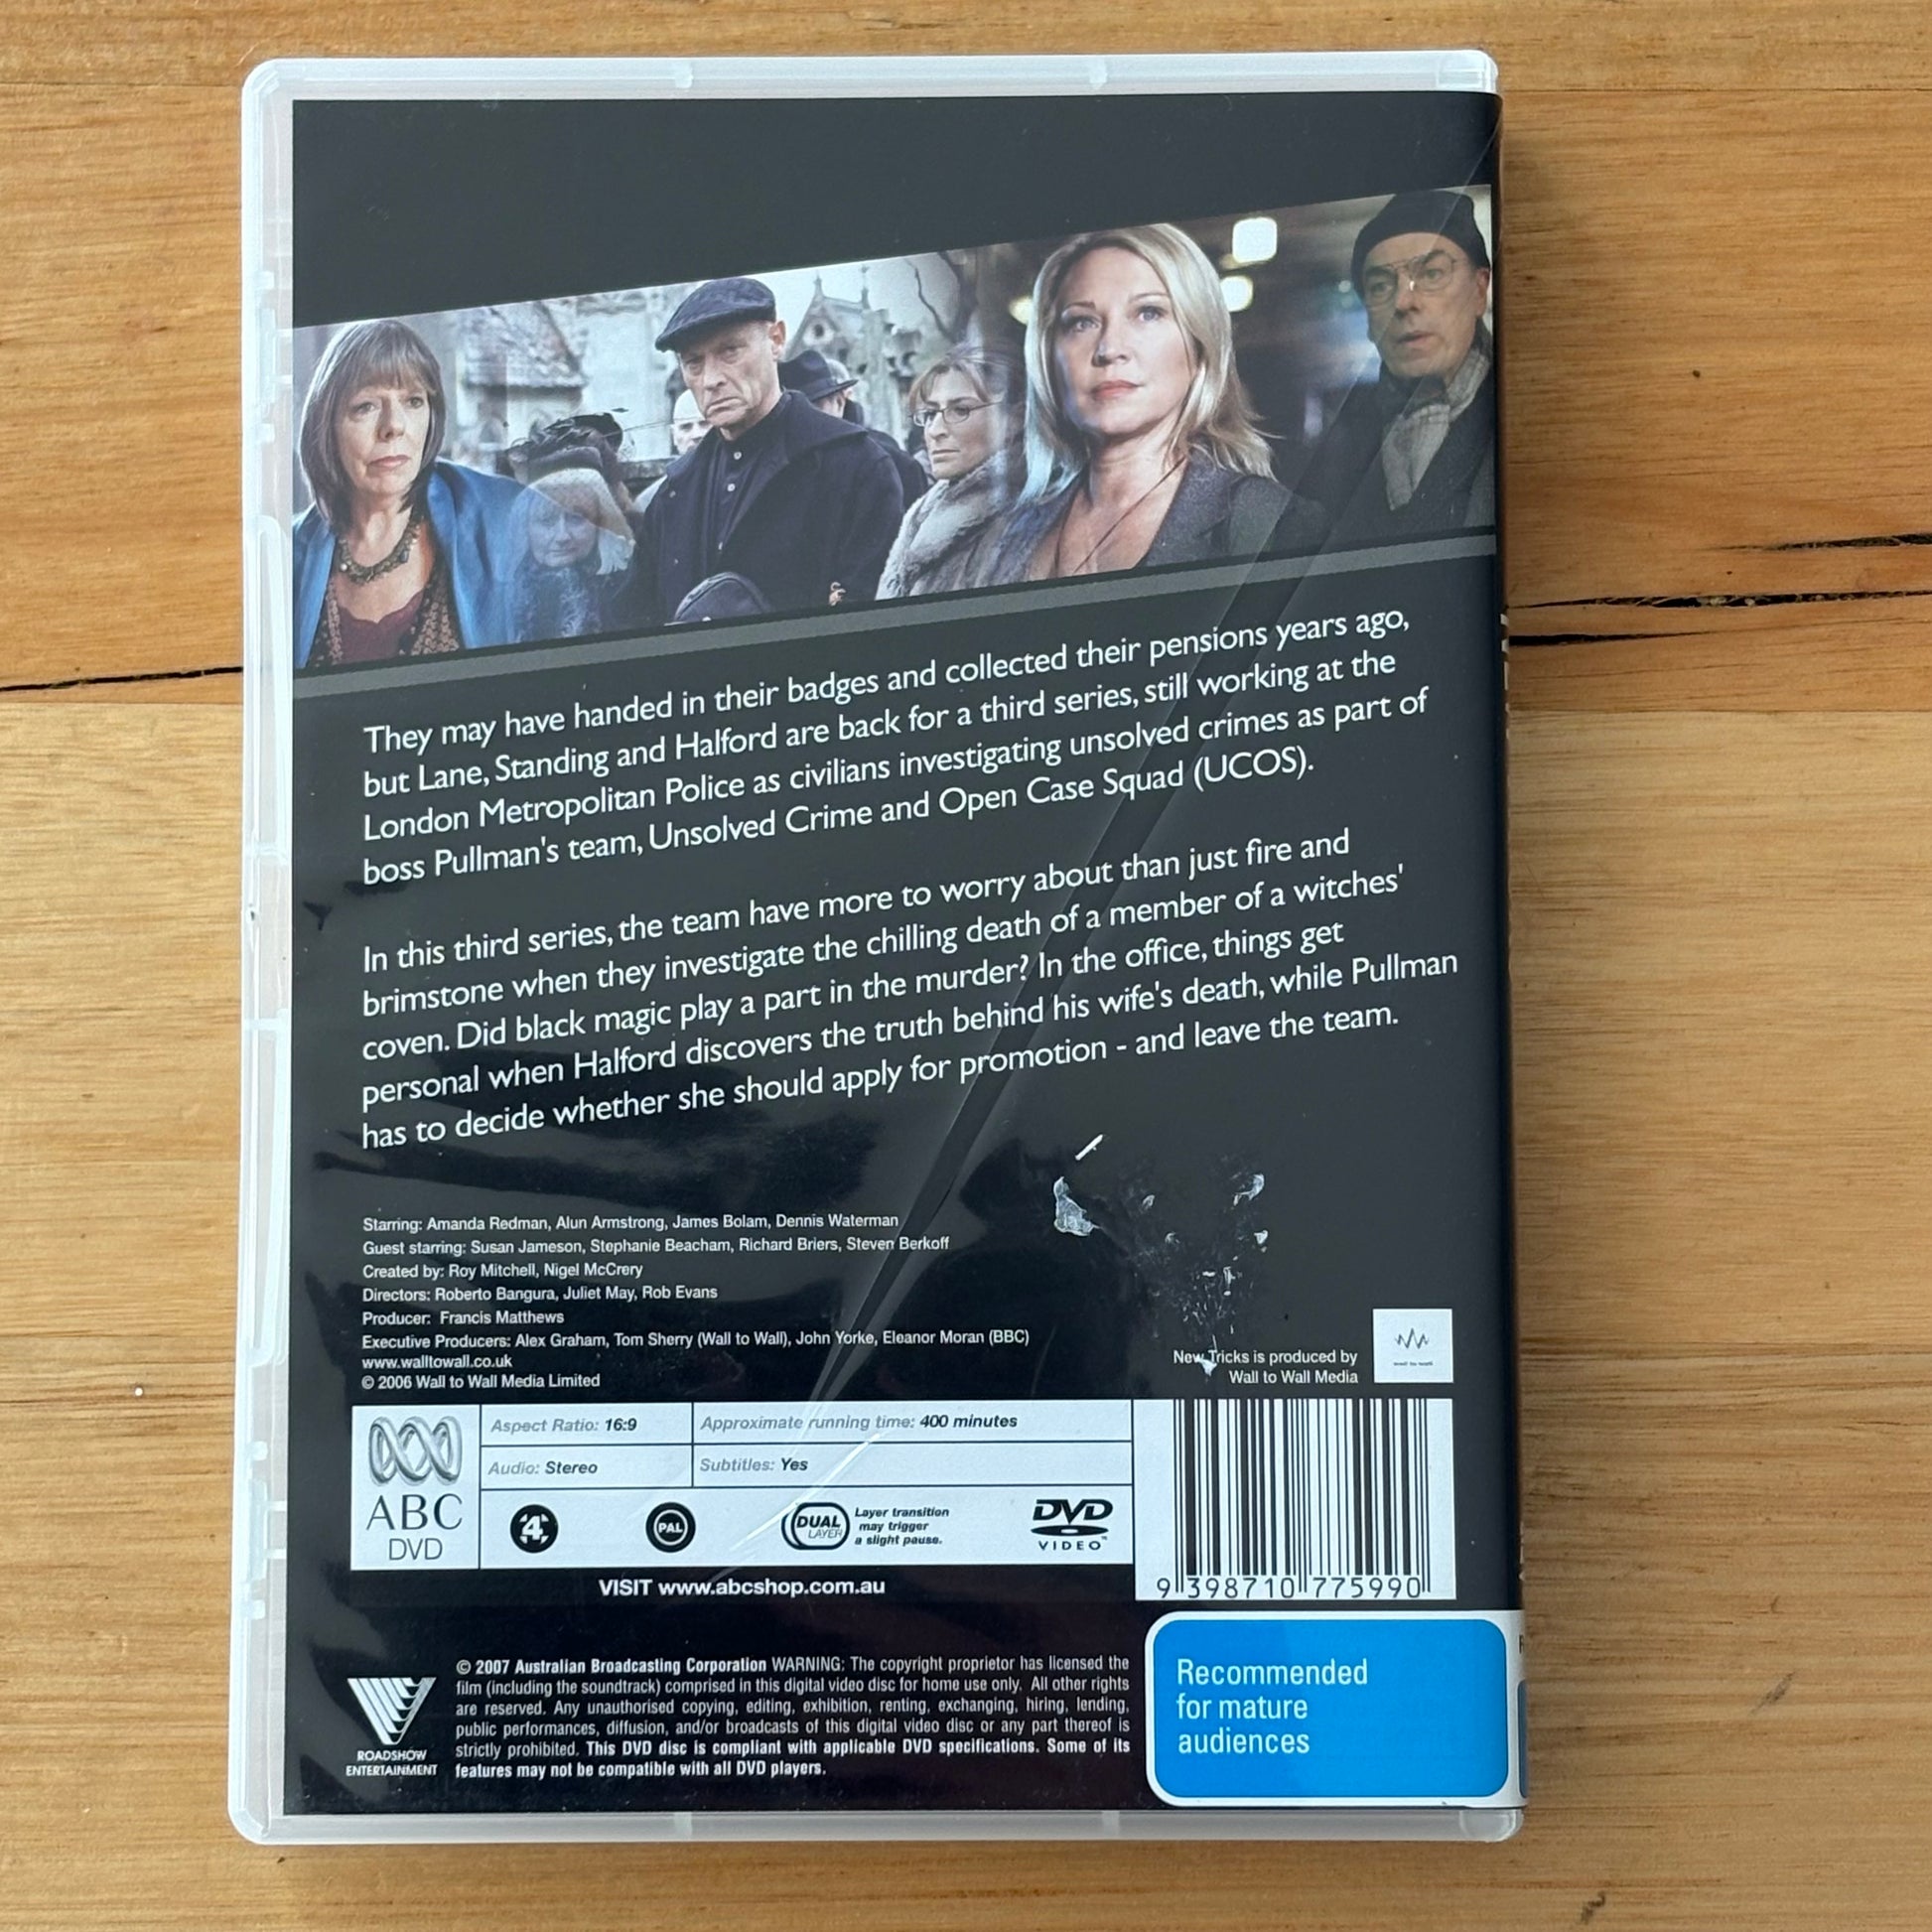 They may have handed in their badges and collected their pensions years ago,
but Lane, Standing and Halford are back for a third series, still working at the
London Metropolitan Police as civilians investigating unsolved crimes as part of
boss Pullman's team, Unsolved Crime and Open Case Squad (UCOS).
In this third series, the team have more to worry about than just fire and
brimstone when they investigate the chilling death of a member of a witches'
coven. Did black magic play a part in the murder? In the office, things get
personal when Halford discovers the truth behind his wife's death, while Pullman
has to decide whether she should apply for promotion - and leave the team.
Starring: Amanda Redman, Alun Armstrong, James Bolam, Dennis Waterman
Guest starring: Susan Jameson, Stephanie Beacham, Richard Briers, Steven Berkoff
Created by: Roy Mitchell, Nigel McCrery
Directors: Roberto Bangura, Juliet May, Rob Evans
Producer: Francis Matthews
Executive Producers: Alex Graham, Tom Sherry (Wall to Wall), John Yorke, Eleanor Moran (BBC)
www.walltowall.co.uk
© 2006 Wall to Wall Media Limited
New Tricks is produced by
Wall to Wall Media
ABC
DVD
Aspect Ratio: 16:9
Approximate running time: 400 minutes
Audio: Stereo
Subtitles: Yes
4
PAL
DUAL
LAYER
Layer transition
may trigger
a slight pause.
DVD
VIDEO™
9 398710 775990
VISIT www.abcshop.com.au
ROADSHOW
ENTERTAINMENT
© 2007 Australian Broadcasting Corporation WARNING: The copyright proprietor has licensed the
film (including the soundtrack) comprised in this digital video disc for home use only. All other rights
are reserved. Any unauthorised copying, editing, exhibition, renting, exchanging, hiring, lending,
public performances, diffusion, and/or broadcasts of this digital video disc or any part thereof is
strictly prohibited. This DVD disc is compliant with applicable DVD specifications. Some of its
features may not be compatible with all DVD players.
Recommended
for mature
audiences